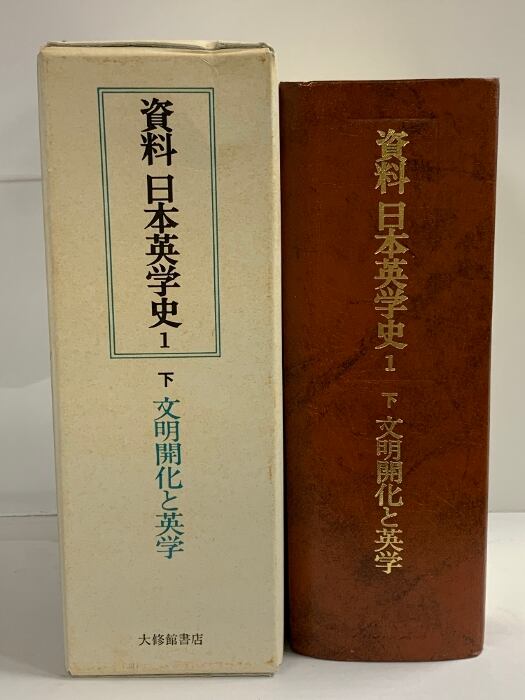 資料 日本英学史 1
下 文明開化と英学
大修館書店
資料 日本英学史 1
下 文明開化と英学